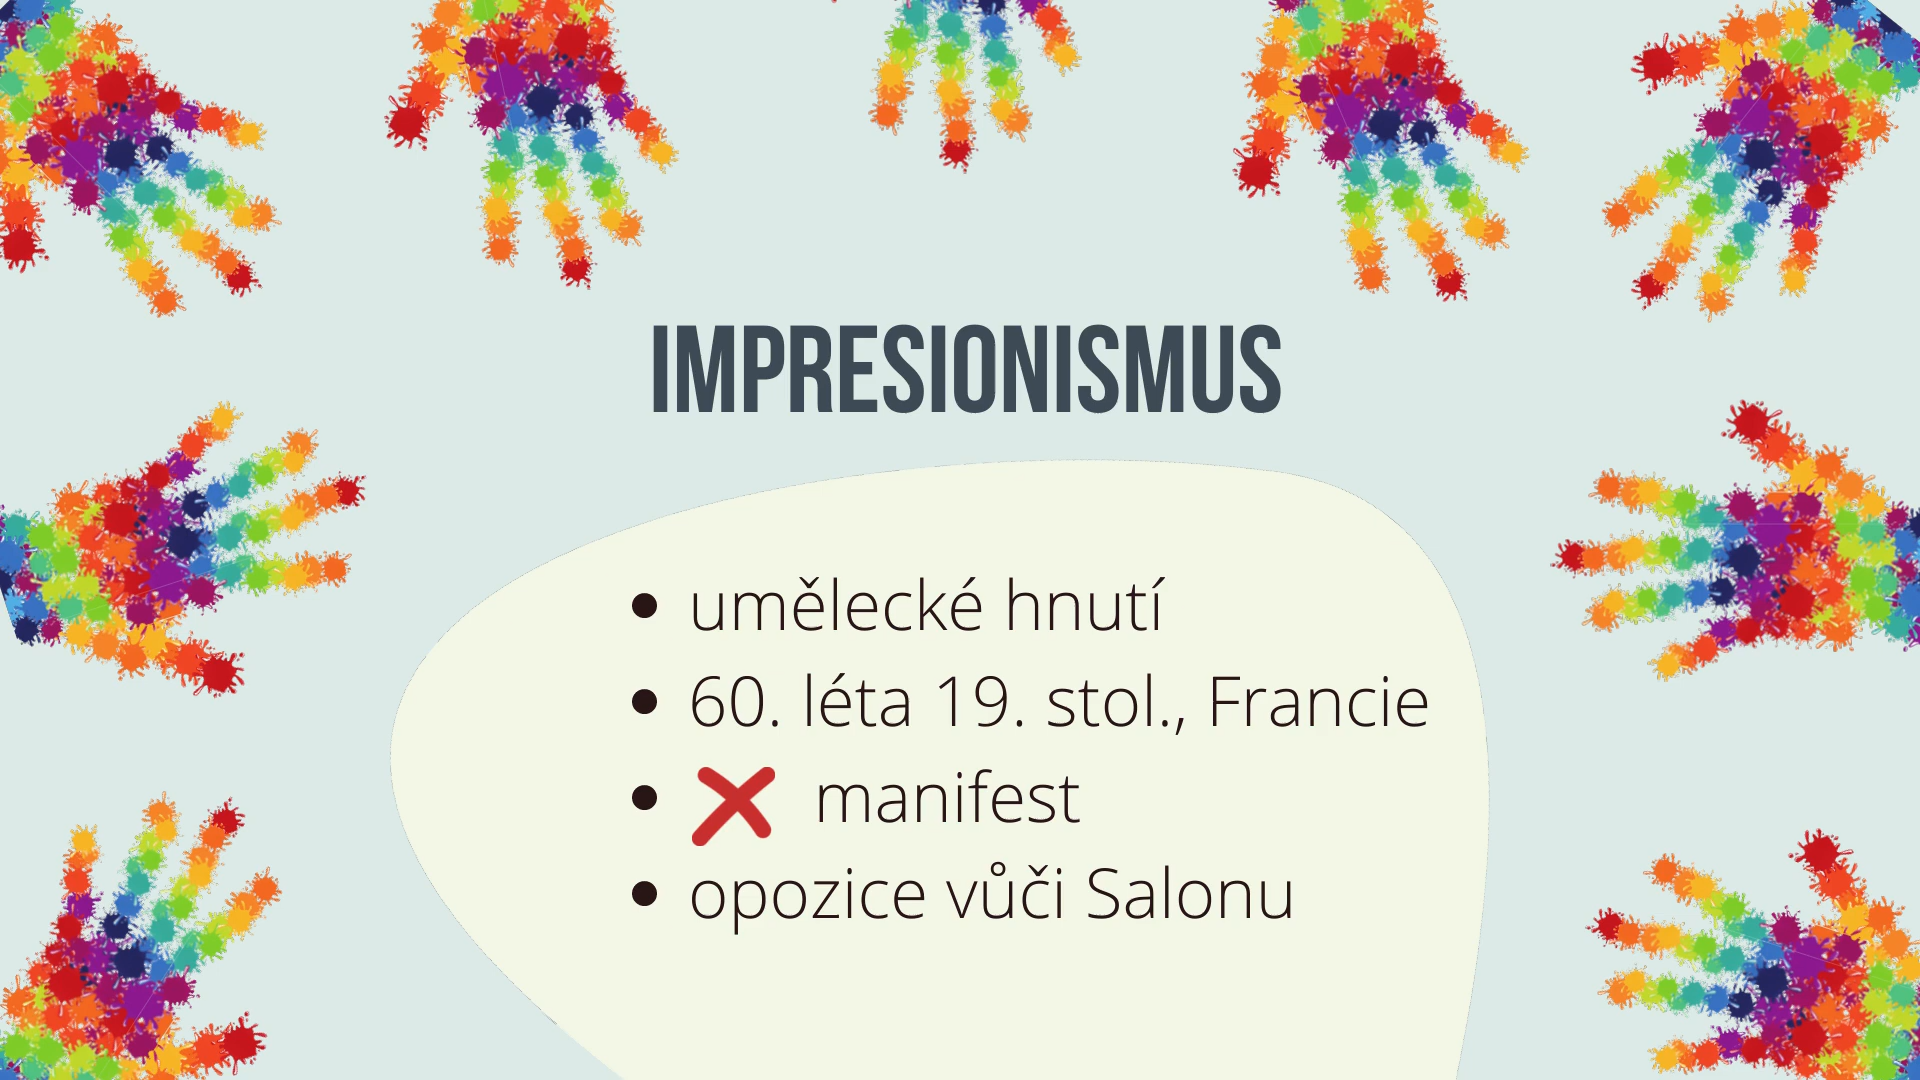 IMPRESIONISMUS
• umělecké hnutí
• 60. léta 19. stol., Francie
• ❌ manifest
• opozice vůči Salonu